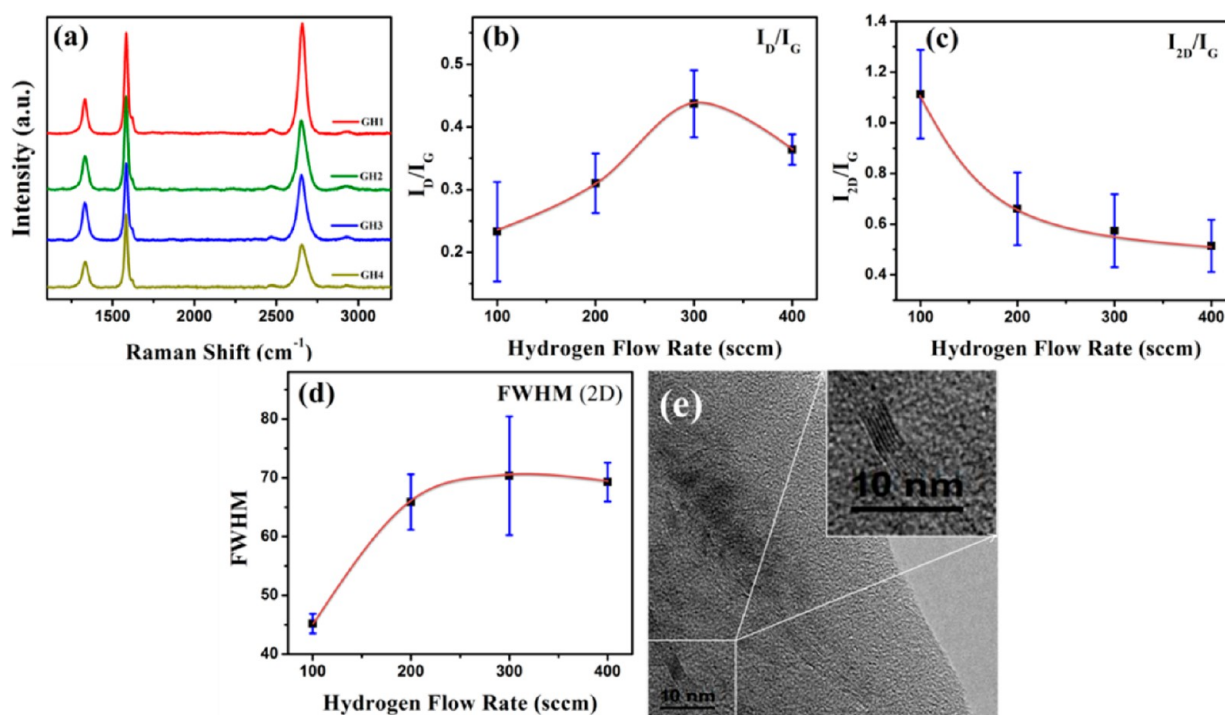 (a)
Intensity (a.u.)
GH1
GH2
GH3
GH4
1500 2000 2500 3000
Raman Shift (cm⁻¹)
(b)
I_D/I_G
I_D/I_G
0.5
0.4
0.3
0.2
100 200 300 400
Hydrogen Flow Rate (sccm)
(c)
I_2D/I_G
I_2D/I_G
1.4
1.2
1.0
0.8
0.6
0.4
100 200 300 400
Hydrogen Flow Rate (sccm)
(d)
FWHM (2D)
FWHM
80
70
60
50
40
100 200 300 400
Hydrogen Flow Rate (sccm)
(e)
10 nm
10 nm